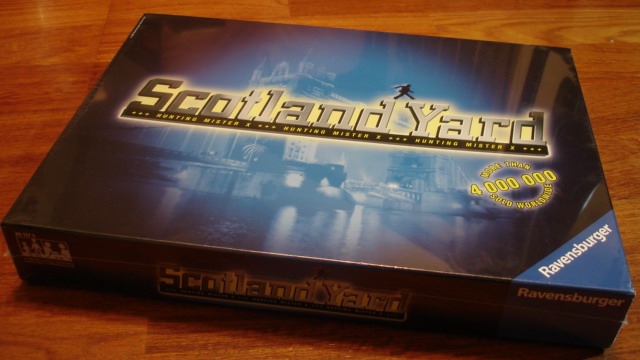 Scotland Yard
••• HUNTING MISTER X ••• HUNTING MISTER X ••• HUNTING MISTER X •••
MORE THAN
4 000 000
SOLD WORLDWIDE
Ravensburger
Ravensburger
Scotland Yard